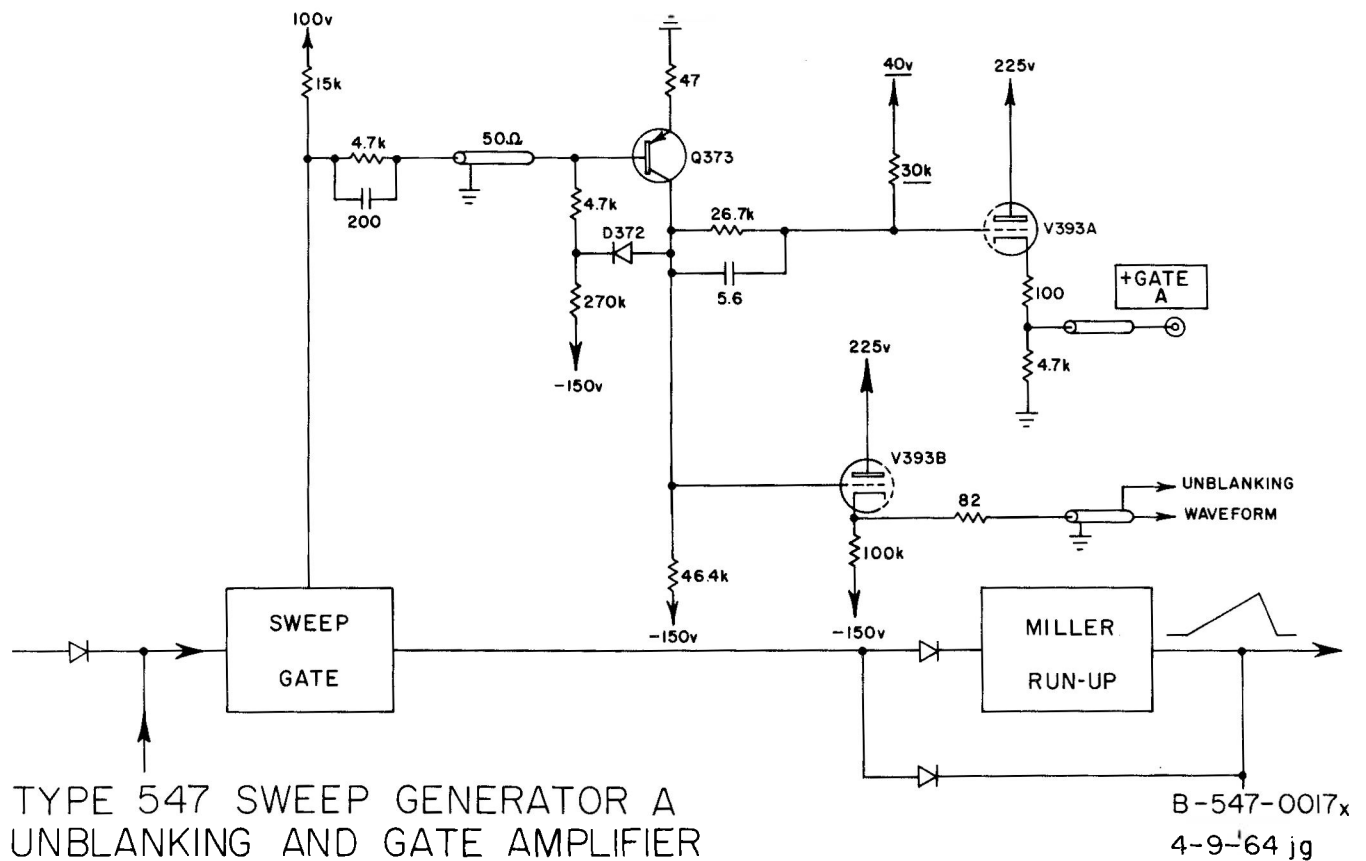 100v
15k
4.7k
200
50Ω
47
Q373
4.7k
D372
270k
-150v
26.7k
5.6
40v
30k
225v
V393A
100
+GATE
A
4.7k
225v
V393B
82
UNBLANKING
WAVEFORM
100k
-150v
46.4k
-150v
SWEEP
GATE
MILLER
RUN-UP
TYPE 547 SWEEP GENERATOR A
UNBLANKING AND GATE AMPLIFIER
B-547-0017x
4-9-'64 jg